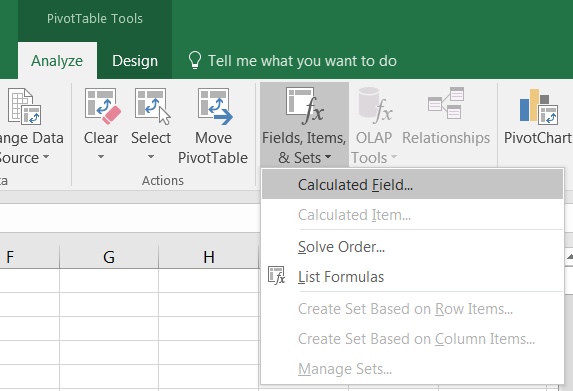 PivotTable Tools
Analyze Design Tell me what you want to do
ange Data Clear Select Move Fields, Items, OLAP Relationships PivotChart
Source PivotTable & Sets Tools
ta Actions
Calculated Field...
Calculated Item...
F G H
Solve Order...
List Formulas
Create Set Based on Row Items...
Create Set Based on Column Items...
Manage Sets...